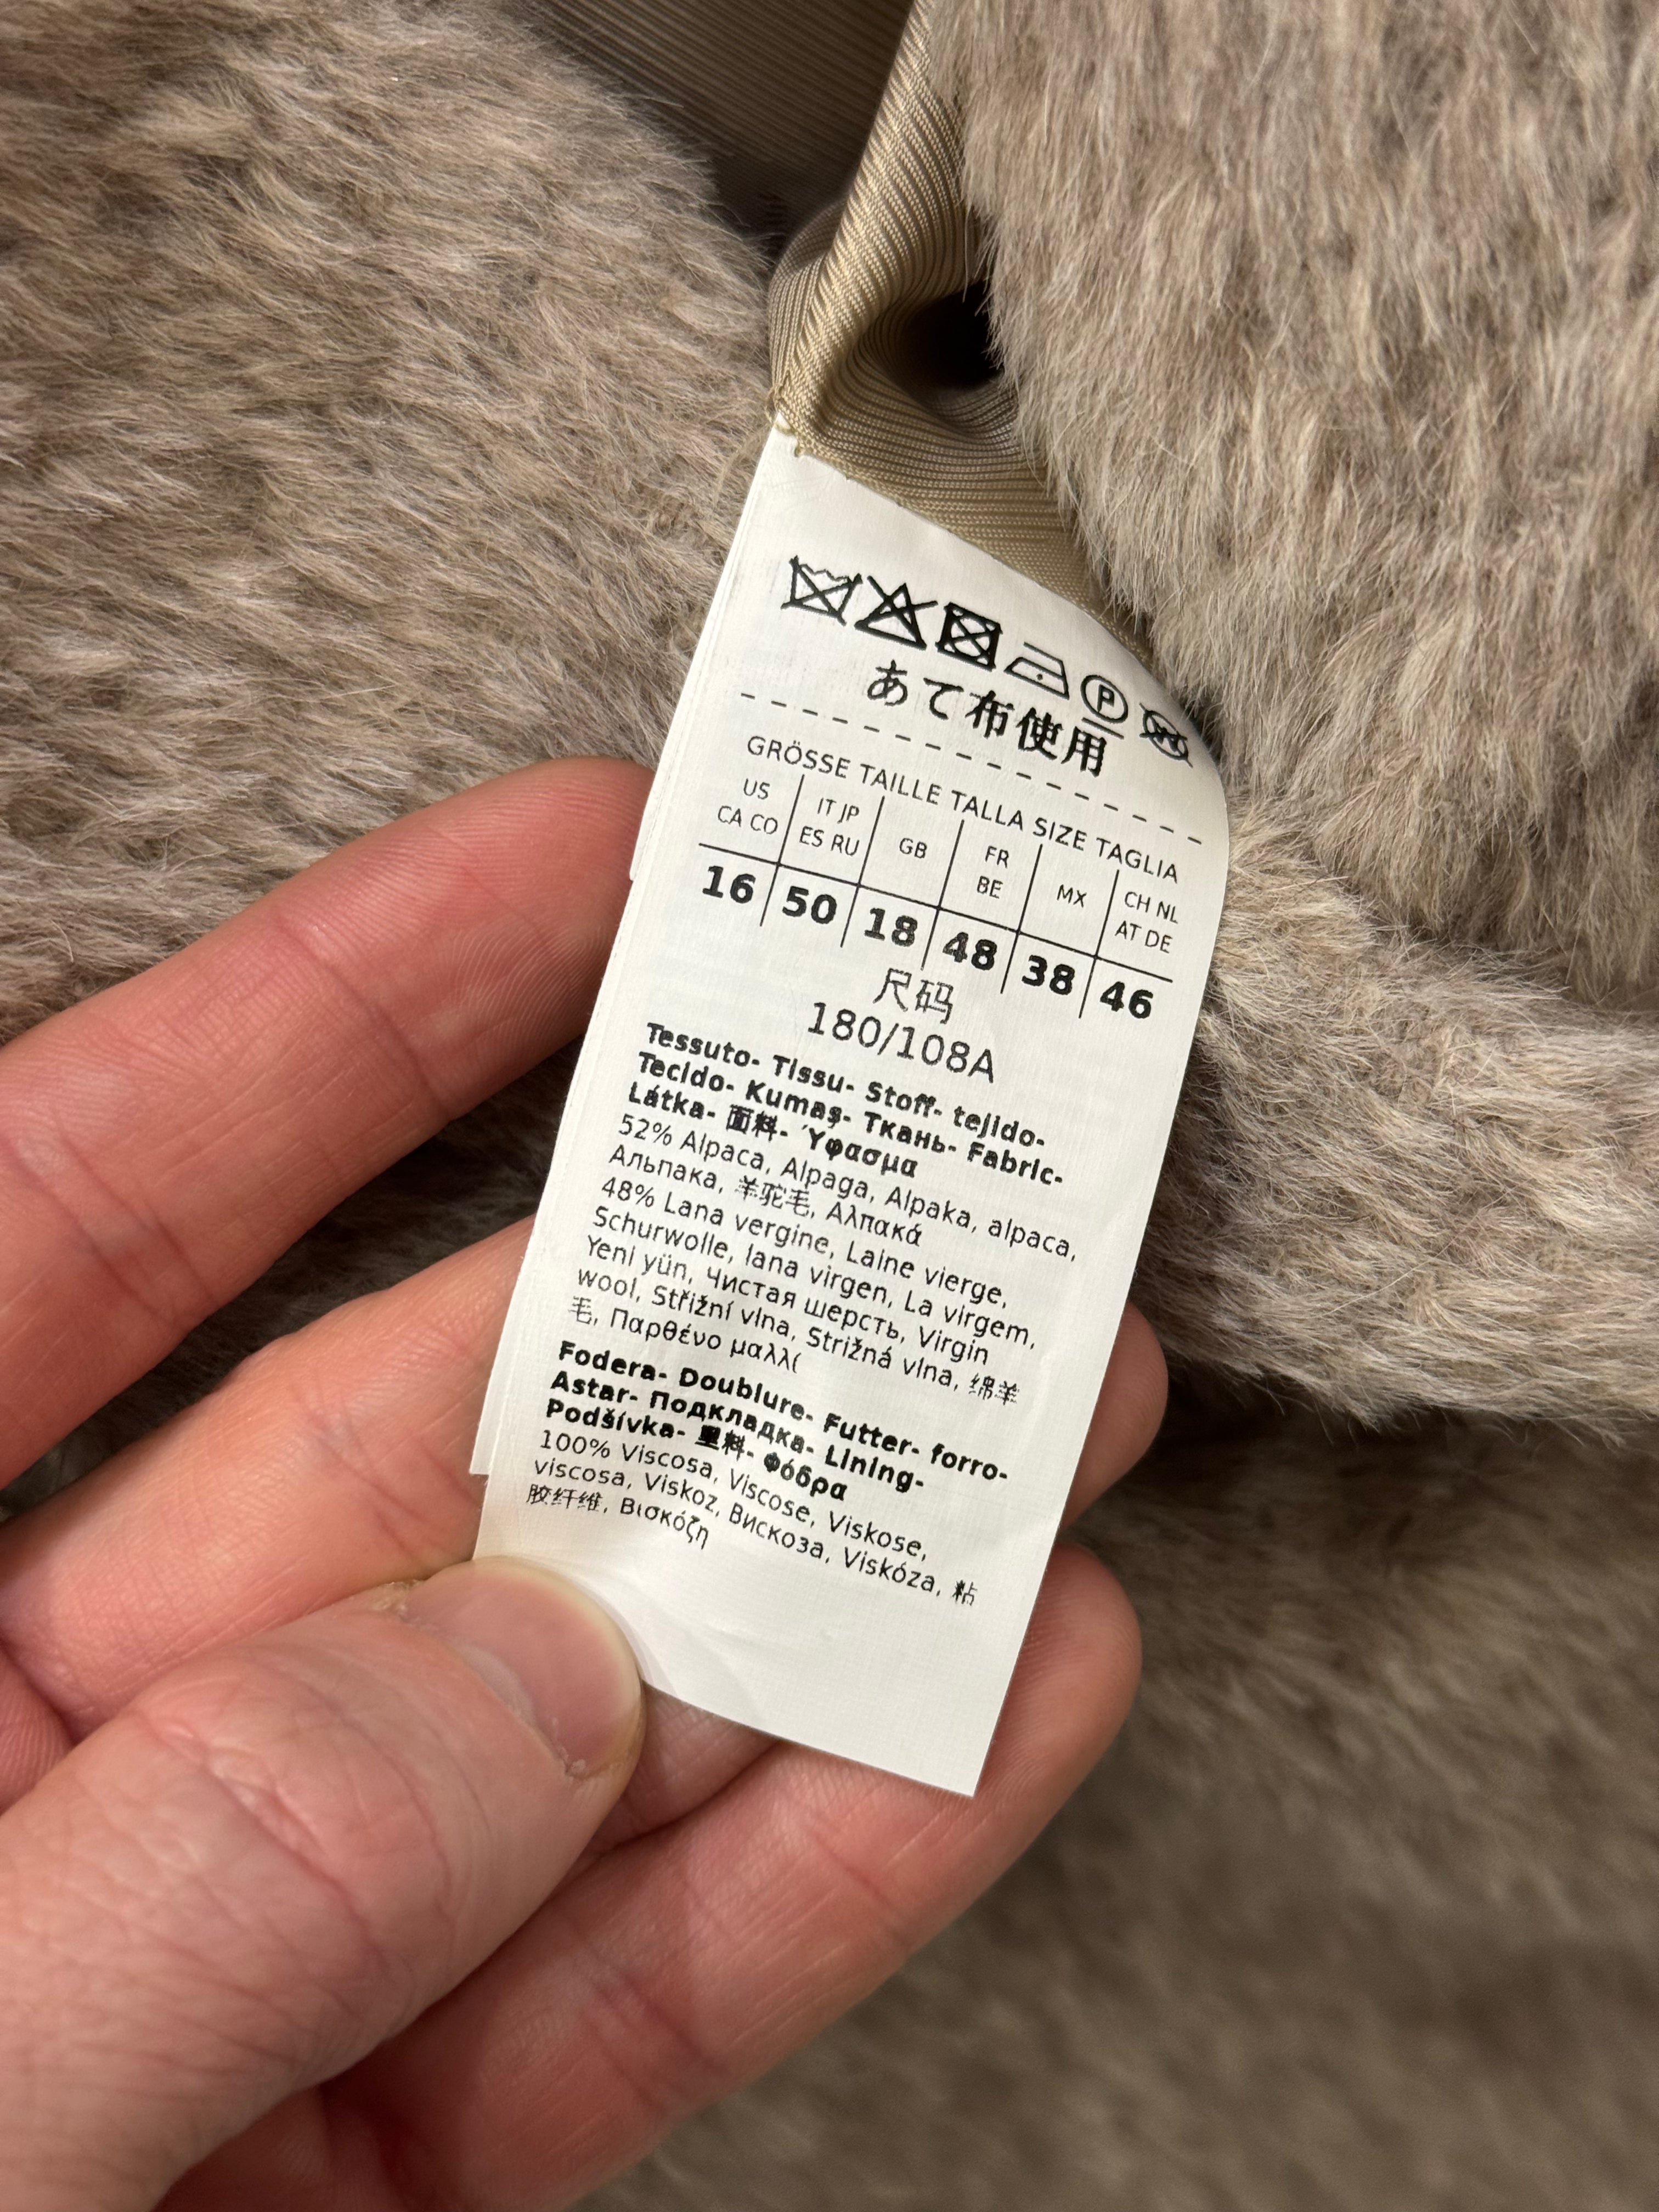 P W
あて布使用
GRÖSSE TAILLE TALLA SIZE TAGLIA
US CA CO IT JP ES RU GB FR BE MX CH NL AT DE
16 50 18 48 38 46
尺码
180/108A
Tessuto- Tissu- Stoff- tejido-
Tecido- Kumaş- Ткань- Fabric-
Látka- 面料- Ύφασμα
52% Alpaca, Alpaga, Alpaka, alpaca,
Альпака, 羊驼毛, Αλπακά
48% Lana vergine, Laine vierge,
Schurwolle, lana virgen, La virgem,
Yeni yün, Чистая шерсть, Virgin
wool, Střižní vlna, Strižná vlna, 绵羊
毛, Παρθένο μαλλί
Fodera- Doublure- Futter- forro-
Astar- Подкладка- Lining-
Podšívka- 里料- Φόδρα
100% Viscosa, Viscose, Viskose,
viscosa, Viskoz, Вискоза, Viskóza, 粘
胶纤维, Βισκόζη